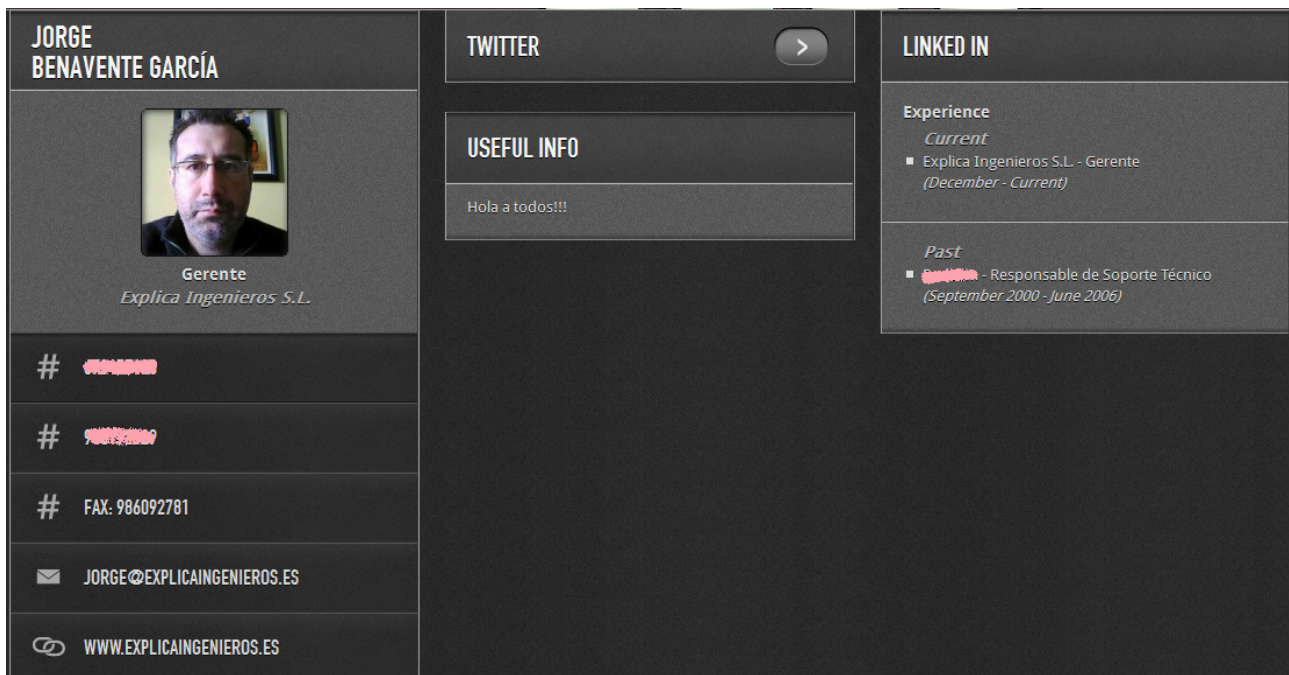 JORGE
BENAVENTE GARCÍA
Gerente
Explica Ingenieros S.L.
#
#
# FAX: 986092781
JORGE@EXPLICAINGENIEROS.ES
WWW.EXPLICAINGENIEROS.ES
TWITTER >
USEFUL INFO
Hola a todos!!!
LINKED IN
Experience
Current
Explica Ingenieros S.L. - Gerente
(December - Current)
Past
- Responsable de Soporte Técnico
(September 2000 - June 2006)